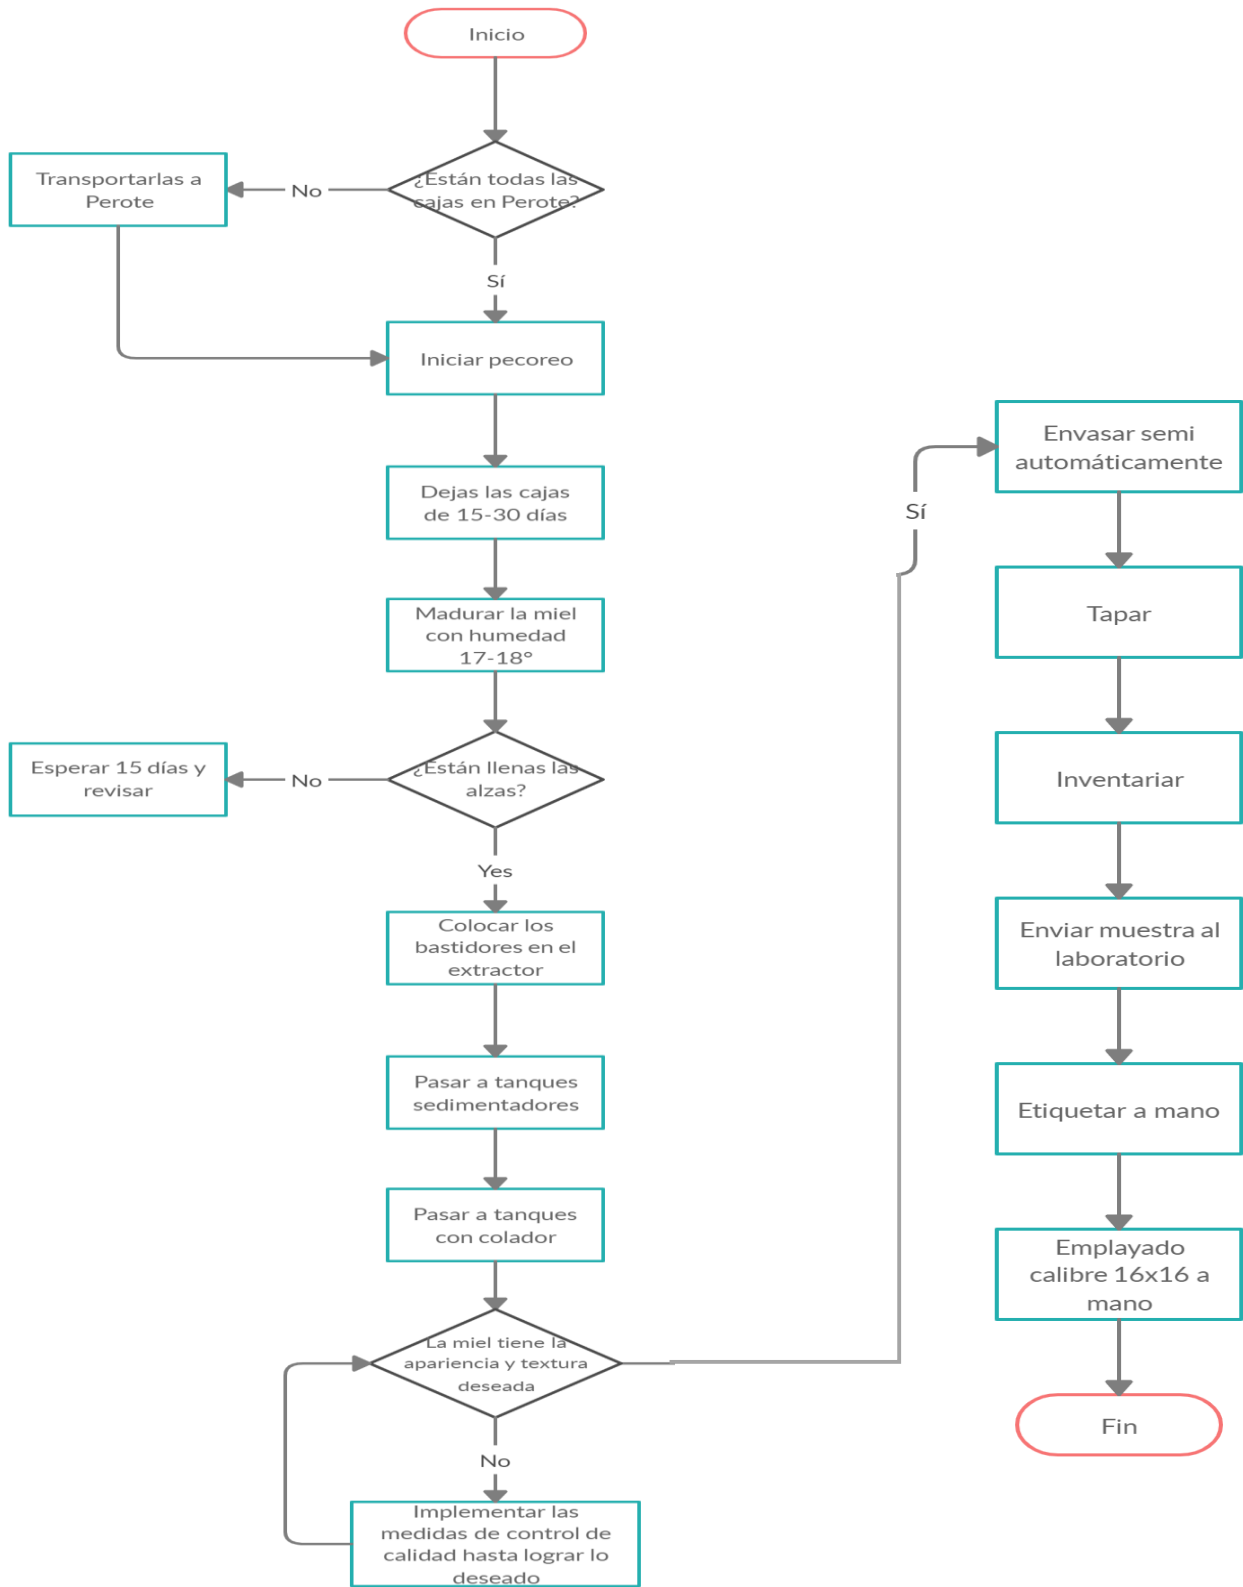 Inicio
¿Están todas las
cajas en Perote?
No
Transportarlas a
Perote
Sí
Iniciar pecoreo
Dejas las cajas
de 15-30 días
Madurar la miel
con humedad
17-18°
¿Están llenas las
alzas?
No
Esperar 15 días y
revisar
Yes
Colocar los
bastidores en el
extractor
Pasar a tanques
sedimentadores
Pasar a tanques
con colador
La miel tiene la
apariencia y textura
deseada
No
Implementar las
medidas de control de
calidad hasta lograr lo
deseado
Sí
Envasar semi
automáticamente
Tapar
Inventariar
Enviar muestra al
laboratorio
Etiquetar a mano
Emplayado
calibre 16x16 a
mano
Fin